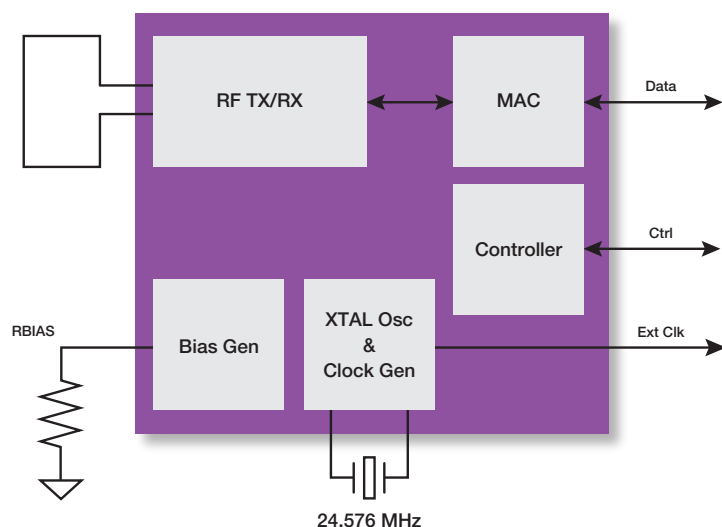 RF TX/RX
MAC
Data
Controller
Ctrl
RBIAS
Bias Gen
XTAL Osc
&
Clock Gen
Ext Clk
24.576 MHz